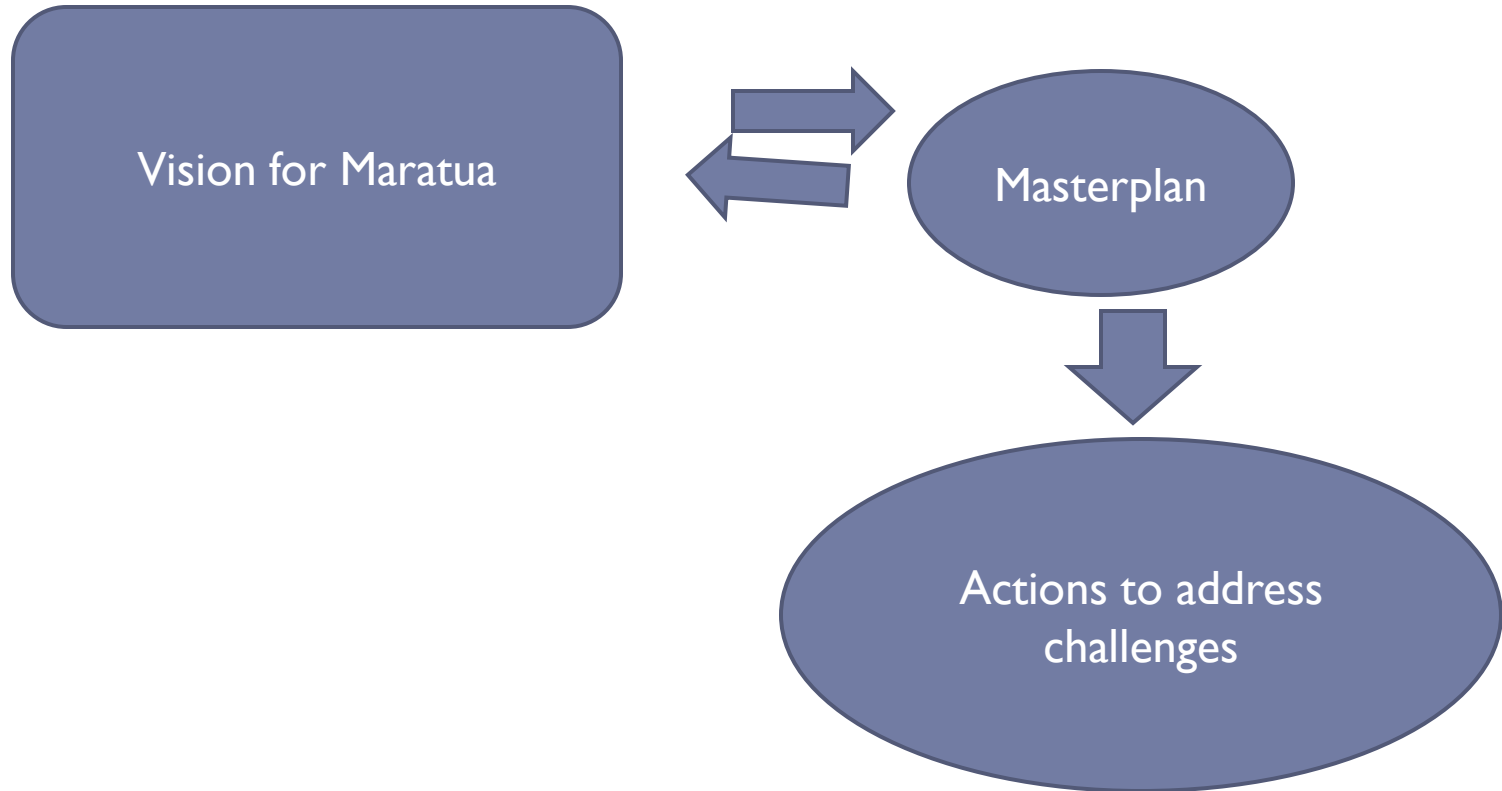 Vision for Maratua
Masterplan
Actions to address
challenges